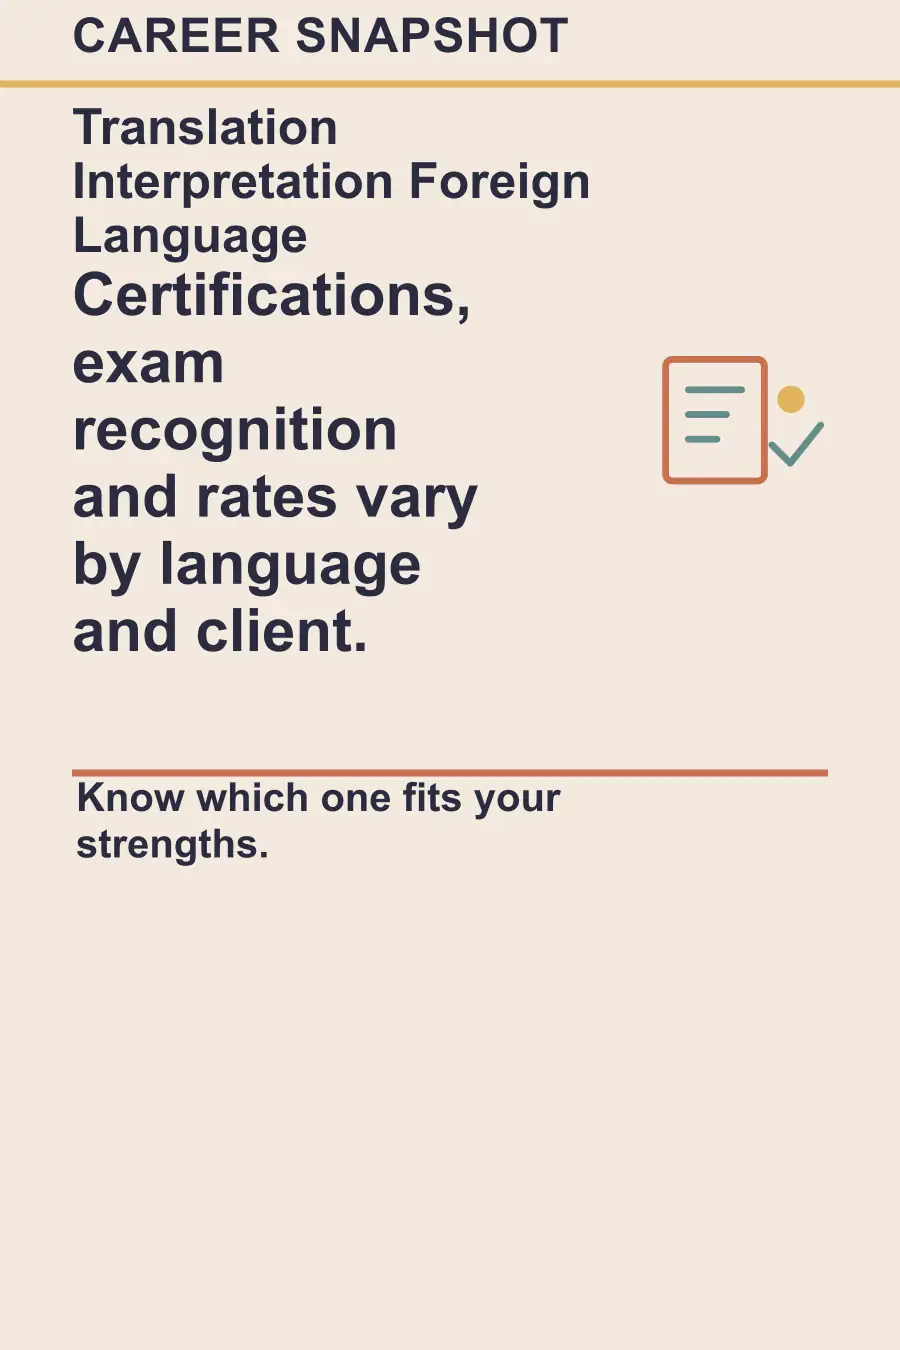 CAREER SNAPSHOT
Translation
Interpretation Foreign
Language
Certifications,
exam
recognition
and rates vary
by language
and client.
Know which one fits your
strengths.